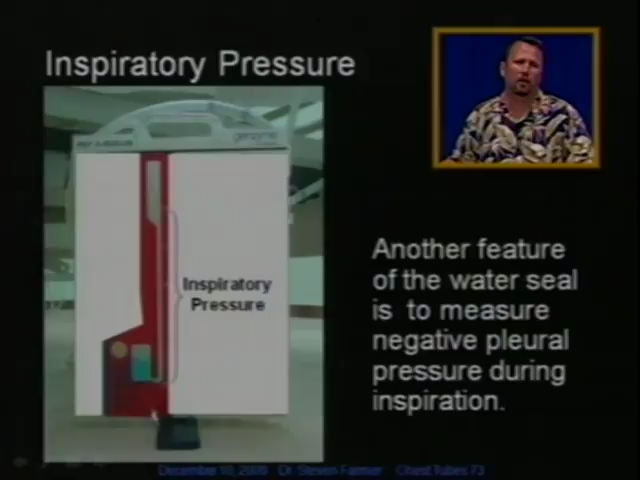 Inspiratory Pressure
Inspiratory
Pressure
Another feature
of the water seal
is to measure
negative pleural
pressure during
inspiration.
December 10, 2009 Dr. Steven Farmer Chest Tubes 73